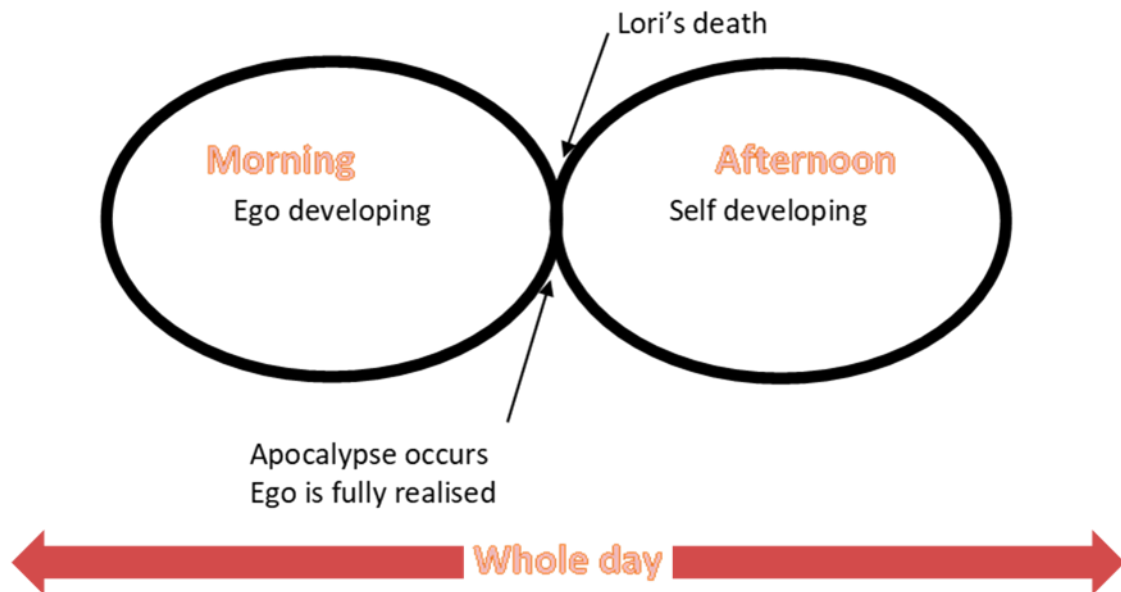 Lori’s death
Morning
Afternoon
Ego developing
Self developing
Apocalypse occurs
Ego is fully realised
Whole day